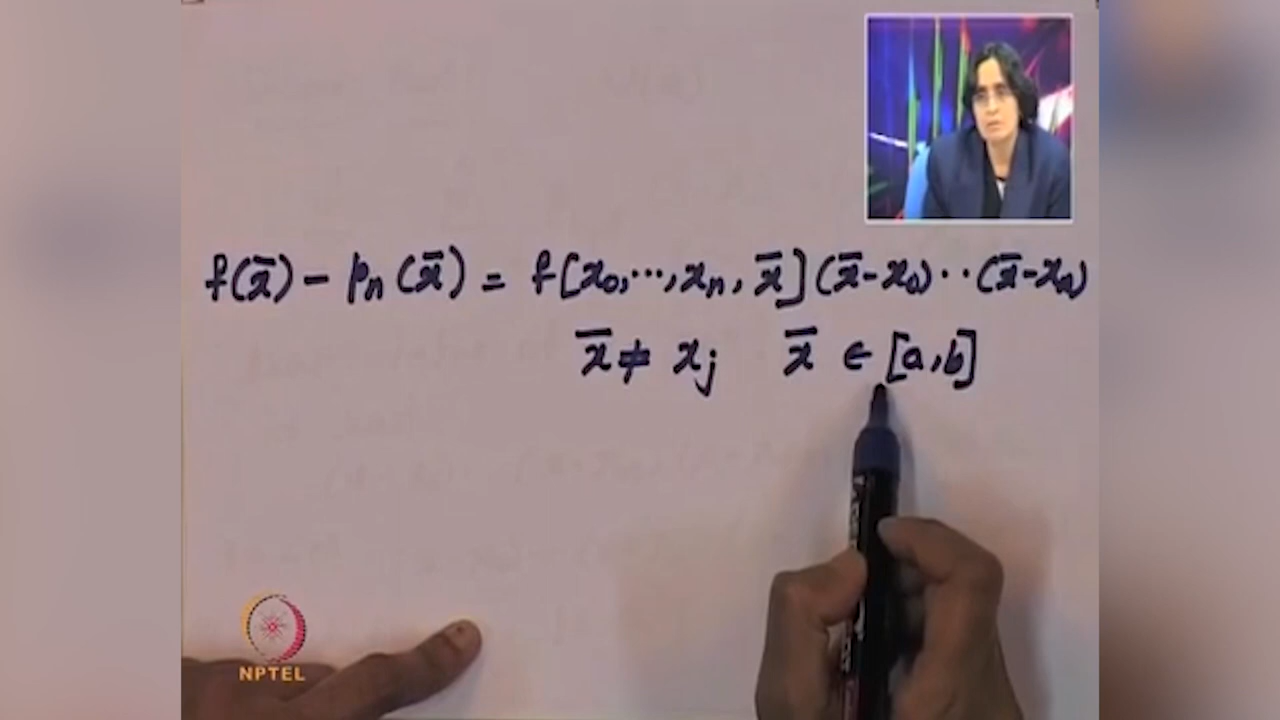 f(x̄) - pn(x̄) = f[x0,...,xn, x̄](x̄-x0)··(x̄-xn)
x̄ ≠ xj x̄ ∈ [a,b]
NPTEL